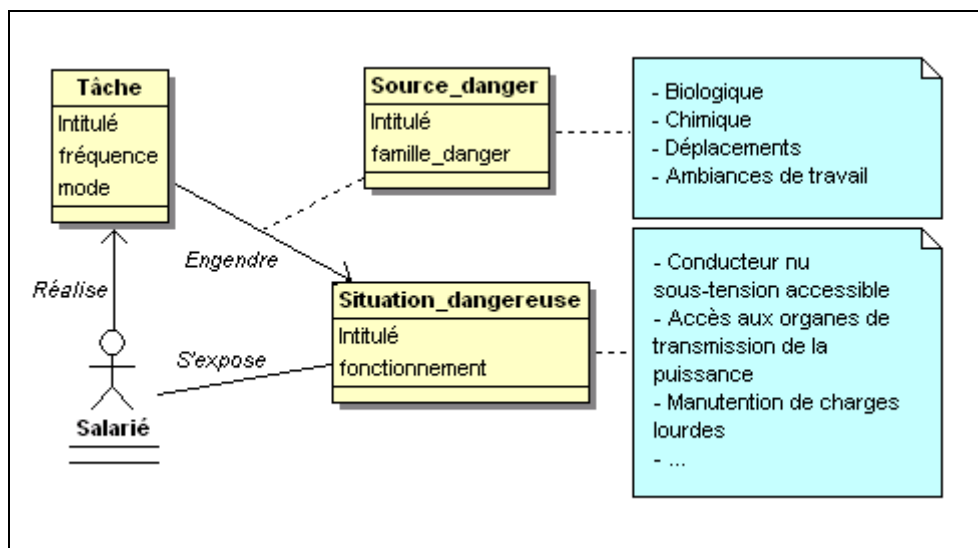 Tâche
Intitulé
fréquence
mode
Source_danger
Intitulé
famille_danger
- Biologique
- Chimique
- Déplacements
- Ambiances de travail
Engendre
Réalise
Situation_dangereuse
Intitulé
fonctionnement
S'expose
Salarié
- Conducteur nu
sous-tension accessible
- Accès aux organes de
transmission de la
puissance
- Manutention de charges
lourdes
- ...